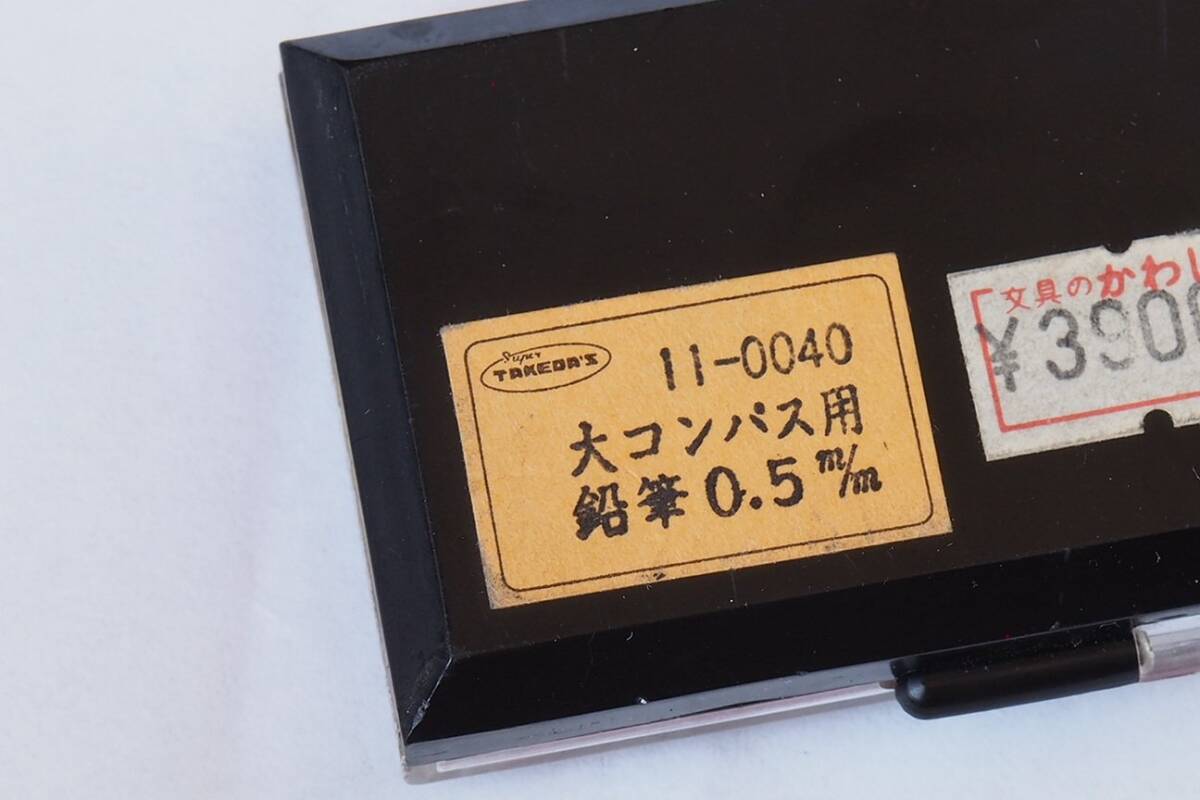 Super
TAKEDA'S
11-0040
大コンパス用
鉛筆0.5 m/m
文具のかわ
¥390